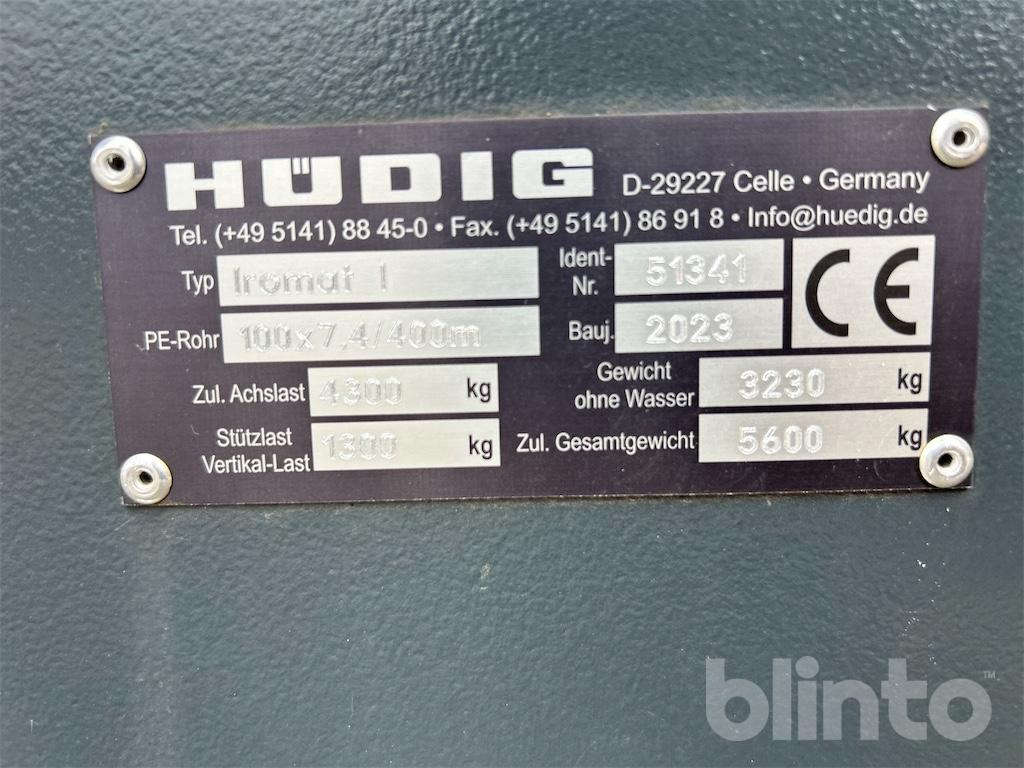 HÜDIG D-29227 Celle • Germany
Tel. (+49 5141) 88 45-0 • Fax. (+49 5141) 86 91 8 • Info@huedig.de
Typ Iromat I
Ident-Nr. 51341
CE
PE-Rohr 100x7,4/400m
Bauj. 2023
Zul. Achslast 4300 kg
Gewicht ohne Wasser 3230 kg
Stützlast Vertikal-Last 1300 kg
Zul. Gesamtgewicht 5600 kg
blinto™